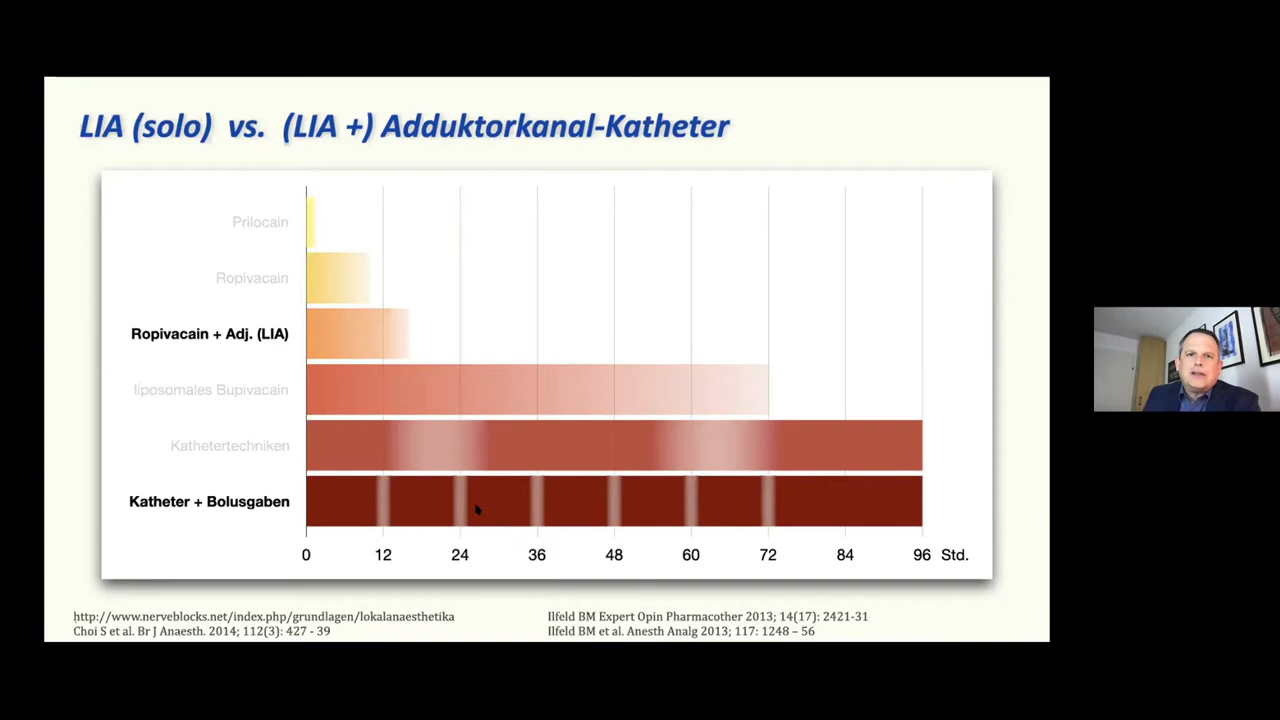 LIA (solo) vs. (LIA +) Adduktorkanal-Katheter
Prilocain
Ropivacain
Ropivacain + Adj. (LIA)
liposomales Bupivacain
Kathetertechniken
Katheter + Bolusgaben
0 12 24 36 48 60 72 84 96 Std.
http://www.nerveblocks.net/index.php/grundlagen/lokalanaesthetika
Choi S et al. Br J Anaesth. 2014; 112(3): 427 - 39
Ilfeld BM Expert Opin Pharmacother 2013; 14(17): 2421-31
Ilfeld BM et al. Anesth Analg 2013; 117: 1248 – 56